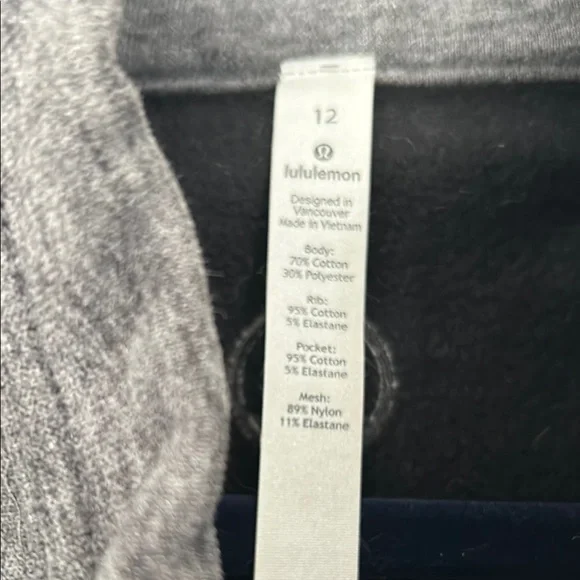 12
lululemon
Designed in
Vancouver
Made in Vietnam
Body:
70% Cotton
30% Polyester
Rib:
95% Cotton
5% Elastane
Pocket:
95% Cotton
5% Elastane
Mesh:
89% Nylon
11% Elastane